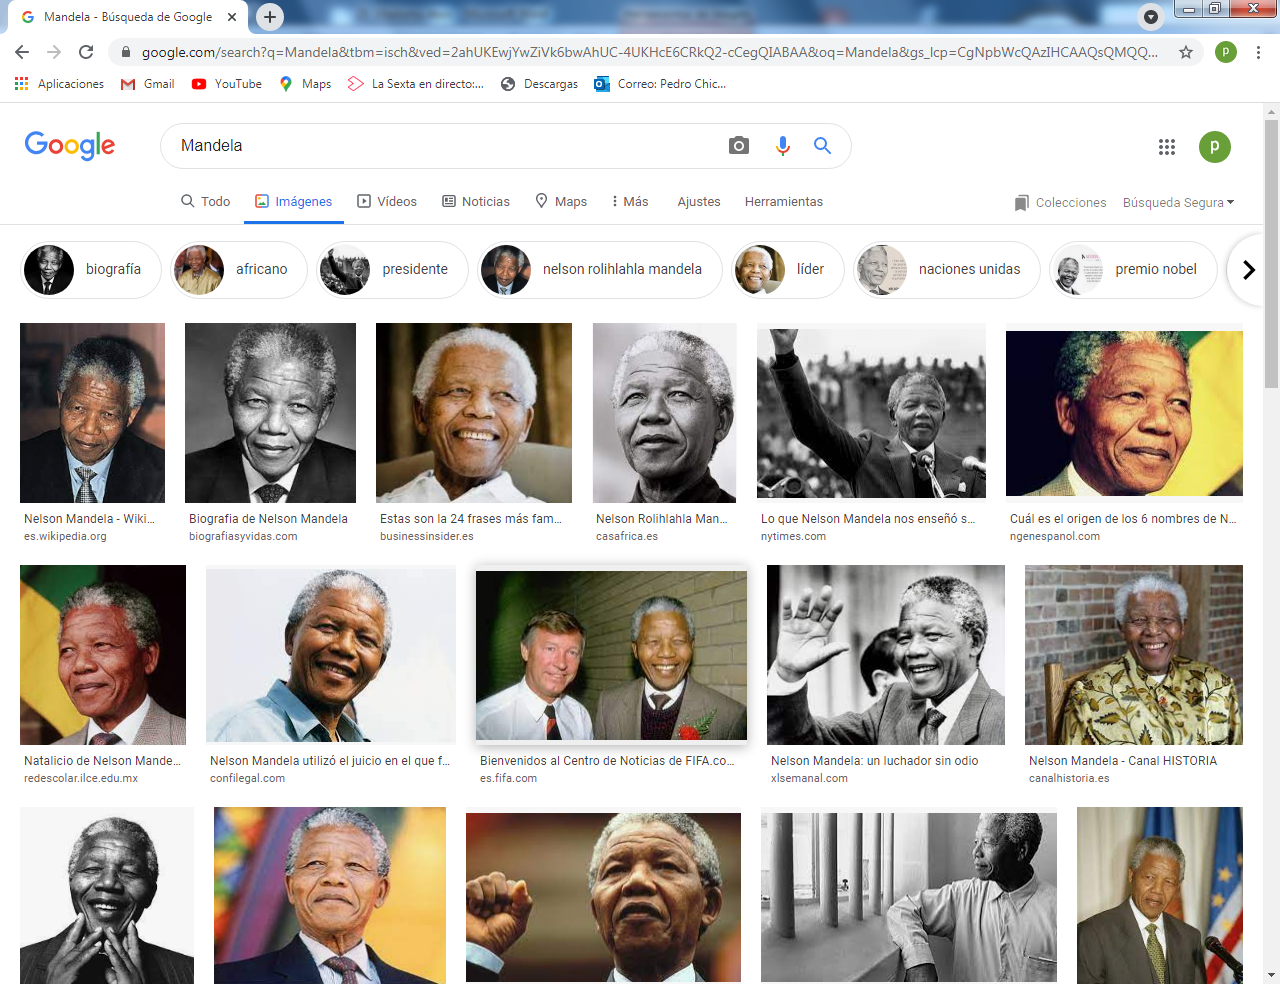 Mandela - Búsqueda de Google
google.com/search?q=Mandela&tbm=isch&ved=2ahUKEwjYwZiVk6bwAhUC-4UKHcE6CRkQ2-cCegQIABAA&oq=Mandela&gs_lcp=CgNpbWcQAzIHCAAQsQMQQ...
p
Aplicaciones
Gmail
YouTube
Maps
La Sexta en directo:...
Descargas
Correo: Pedro Chic...
Google
Mandela
p
Todo
Imágenes
Vídeos
Noticias
Maps
Más
Ajustes
Herramientas
Colecciones
Búsqueda Segura
biografía
africano
presidente
nelson rolihlahla mandela
líder
naciones unidas
premio nobel
Nelson Mandela - Wiki...
es.wikipedia.org
Biografia de Nelson Mandela
biografiasyvidas.com
Estas son la 24 frases más fam...
businessinsider.es
Nelson Rolihlahla Man...
casafrica.es
Lo que Nelson Mandela nos enseñó s...
nytimes.com
Cuál es el origen de los 6 nombres de N...
ngenespanol.com
Natalicio de Nelson Mande...
redescolar.ilce.edu.mx
Nelson Mandela utilizó el juicio en el que f...
confilegal.com
Bienvenidos al Centro de Noticias de FIFA.co...
es.fifa.com
Nelson Mandela: un luchador sin odio
xlsemanal.com
Nelson Mandela - Canal HISTORIA
canalhistoria.es